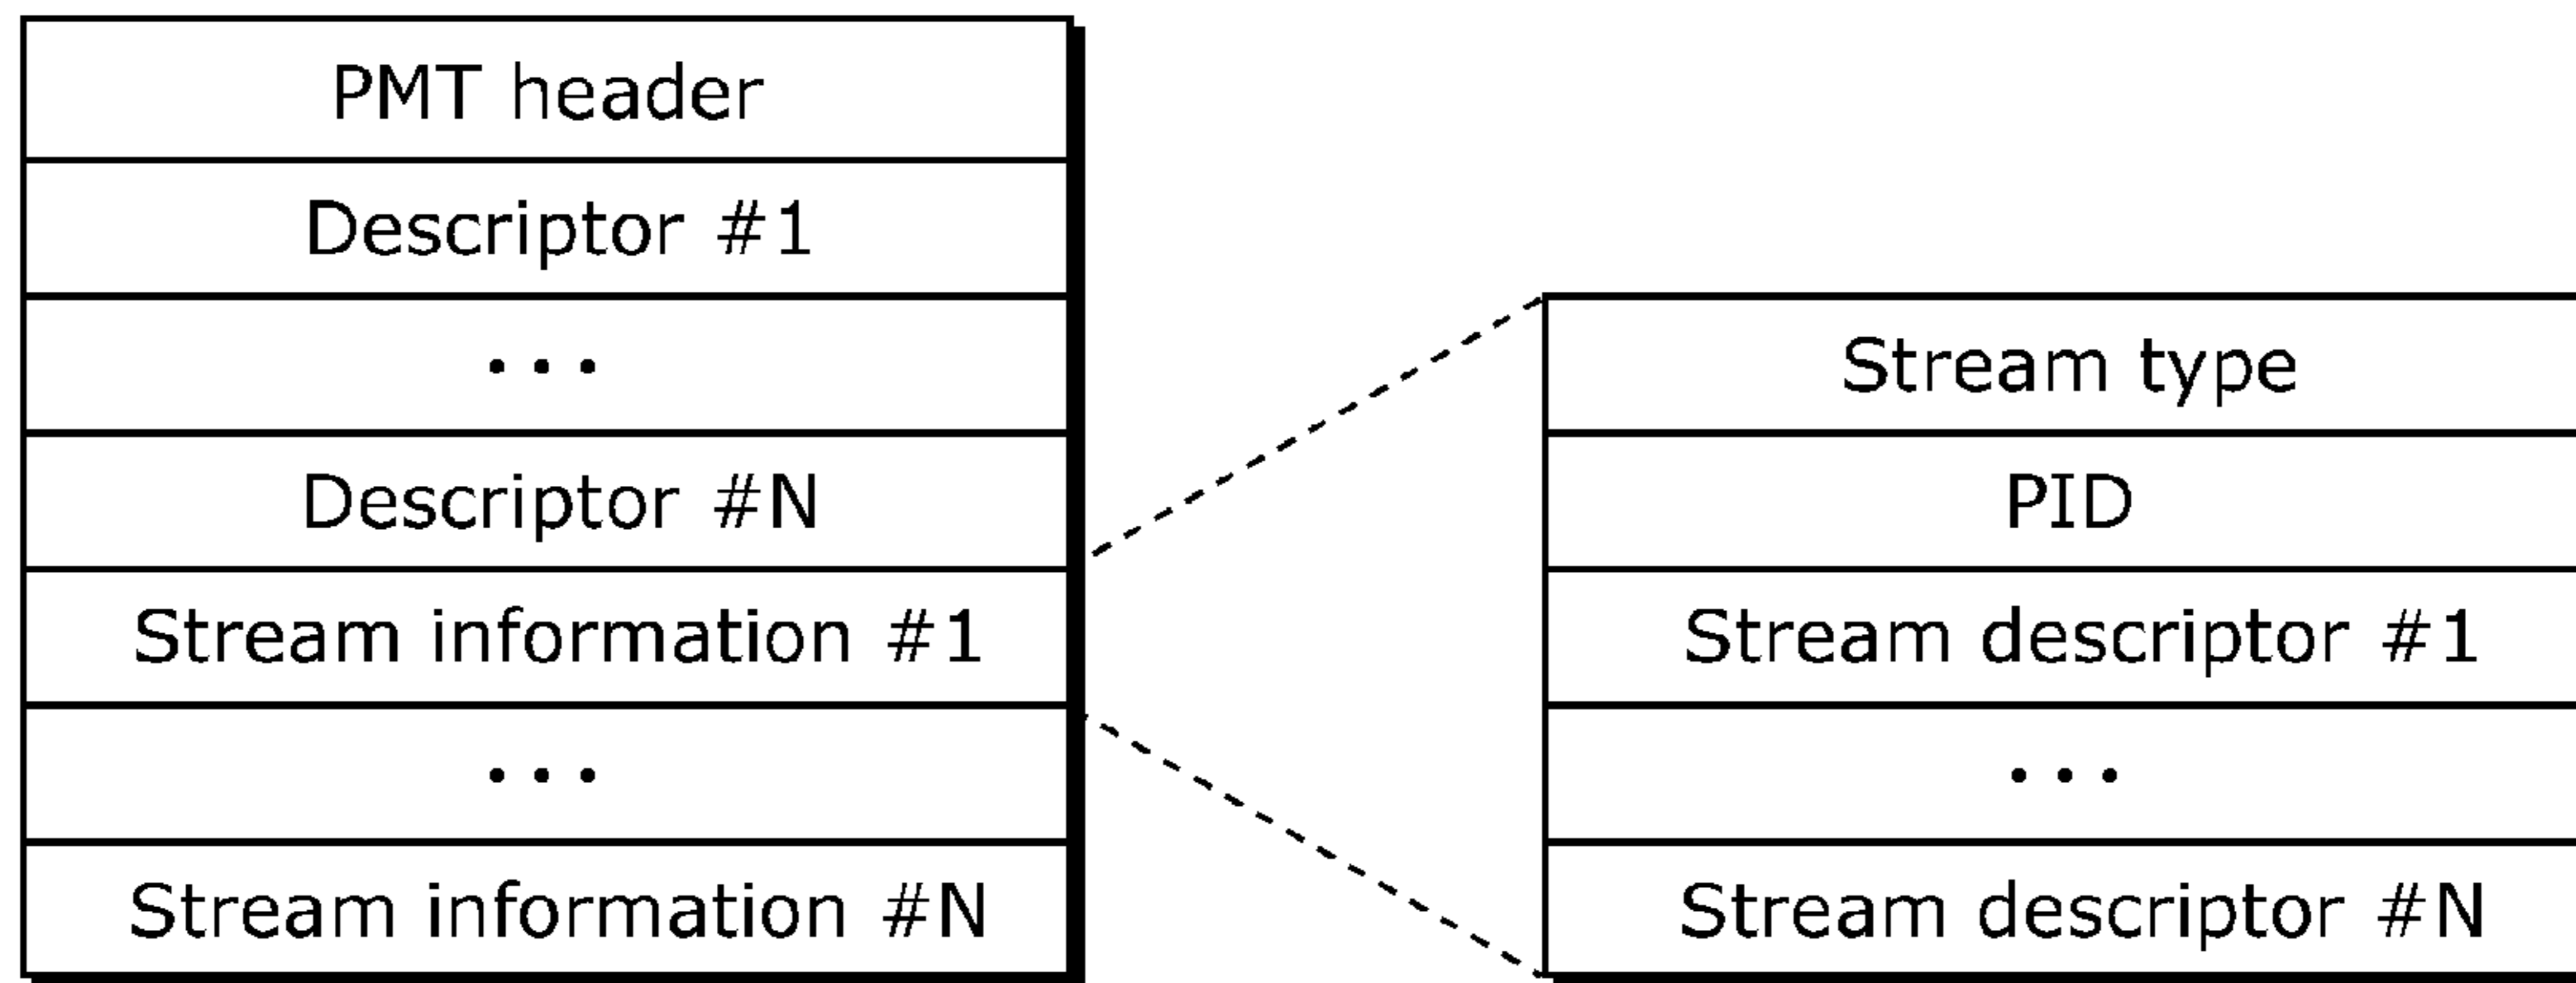 PMT header
Descriptor #1
...
Descriptor #N
Stream information #1
...
Stream information #N
Stream type
PID
Stream descriptor #1
...
Stream descriptor #N